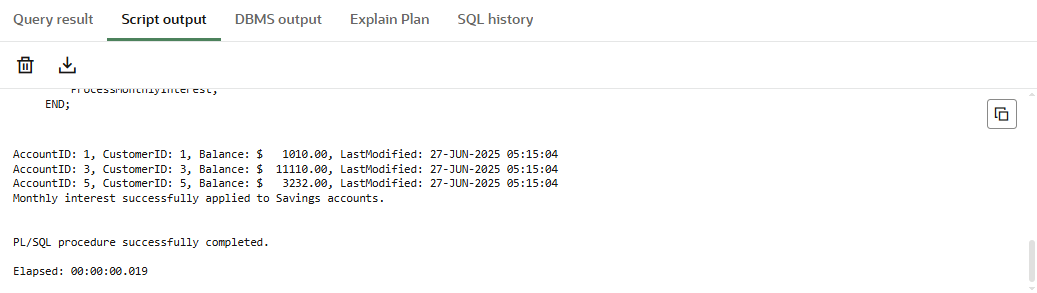 Query result Script output DBMS output Explain Plan SQL history
ProcessMonthlyInterest;
END;
AccountID: 1, CustomerID: 1, Balance: $   1010.00, LastModified: 27-JUN-2025 05:15:04
AccountID: 3, CustomerID: 3, Balance: $  11110.00, LastModified: 27-JUN-2025 05:15:04
AccountID: 5, CustomerID: 5, Balance: $   3232.00, LastModified: 27-JUN-2025 05:15:04
Monthly interest successfully applied to Savings accounts.
PL/SQL procedure successfully completed.
Elapsed: 00:00:00.019